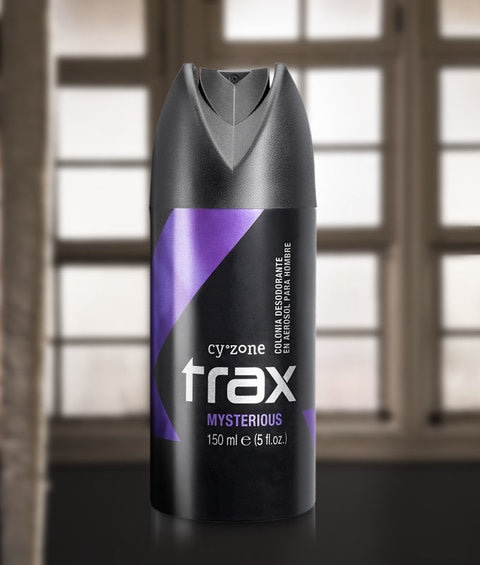 COLONIA DESODORANTE
EN AEROSOL PARA HOMBRE
cy°zone
trax
MYSTERIOUS
150 ml ℮ (5 fl.oz.)